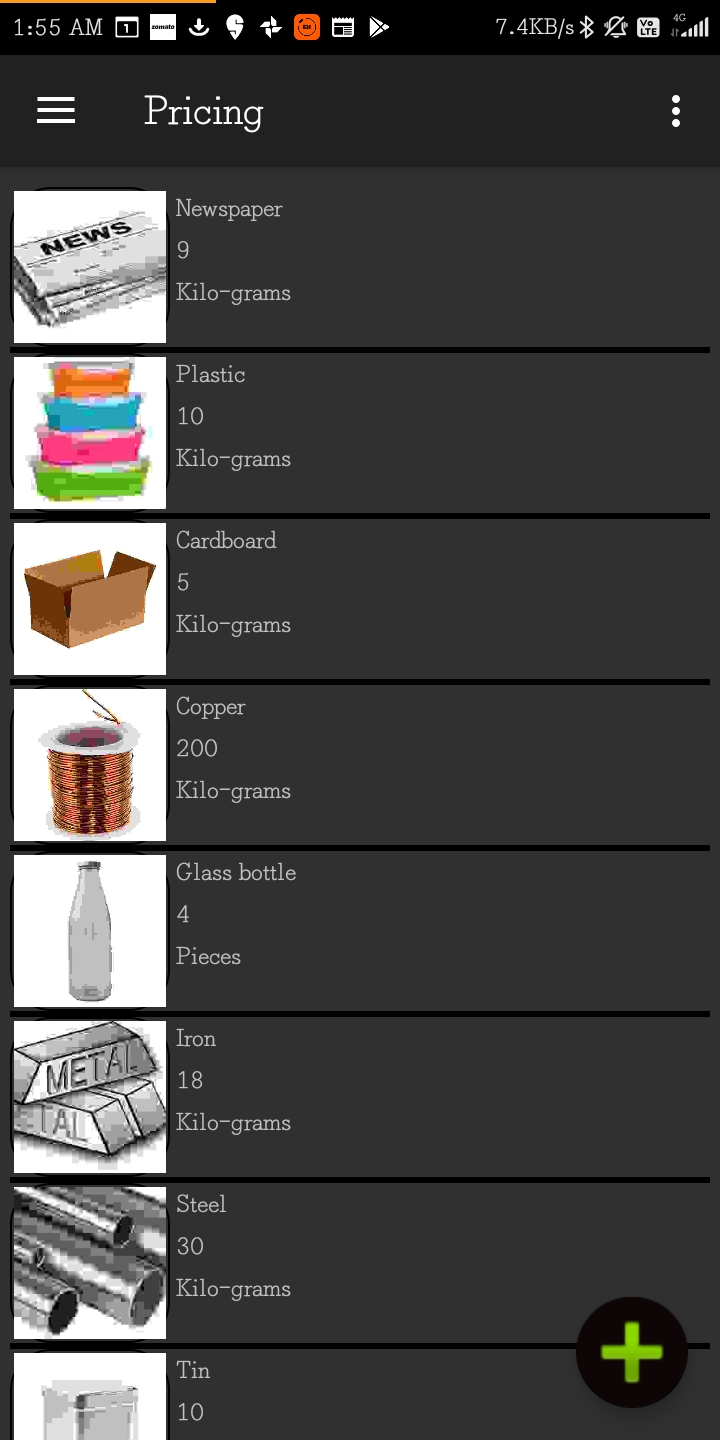 1:55 AM
1
zomato
7.4KB/s
Vo LTE
4G
Pricing
NEWS
Newspaper
9
Kilo-grams
Plastic
10
Kilo-grams
Cardboard
5
Kilo-grams
Copper
200
Kilo-grams
Glass bottle
4
Pieces
METAL
TAL
Iron
18
Kilo-grams
Steel
30
Kilo-grams
Tin
10